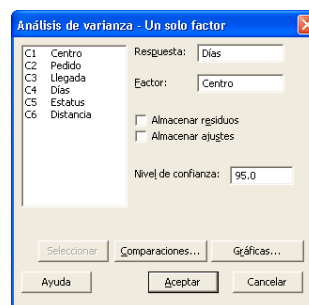 Análisis de varianza - Un solo factor
C1 Centro
C2 Pedido
C3 Llegada
C4 Días
C5 Estatus
C6 Distancia
Respuesta: Días
Factor: Centro
Almacenar residuos
Almacenar ajustes
Nivel de confianza: 95.0
Seleccionar
Comparaciones...
Gráficas...
Ayuda
Aceptar
Cancelar